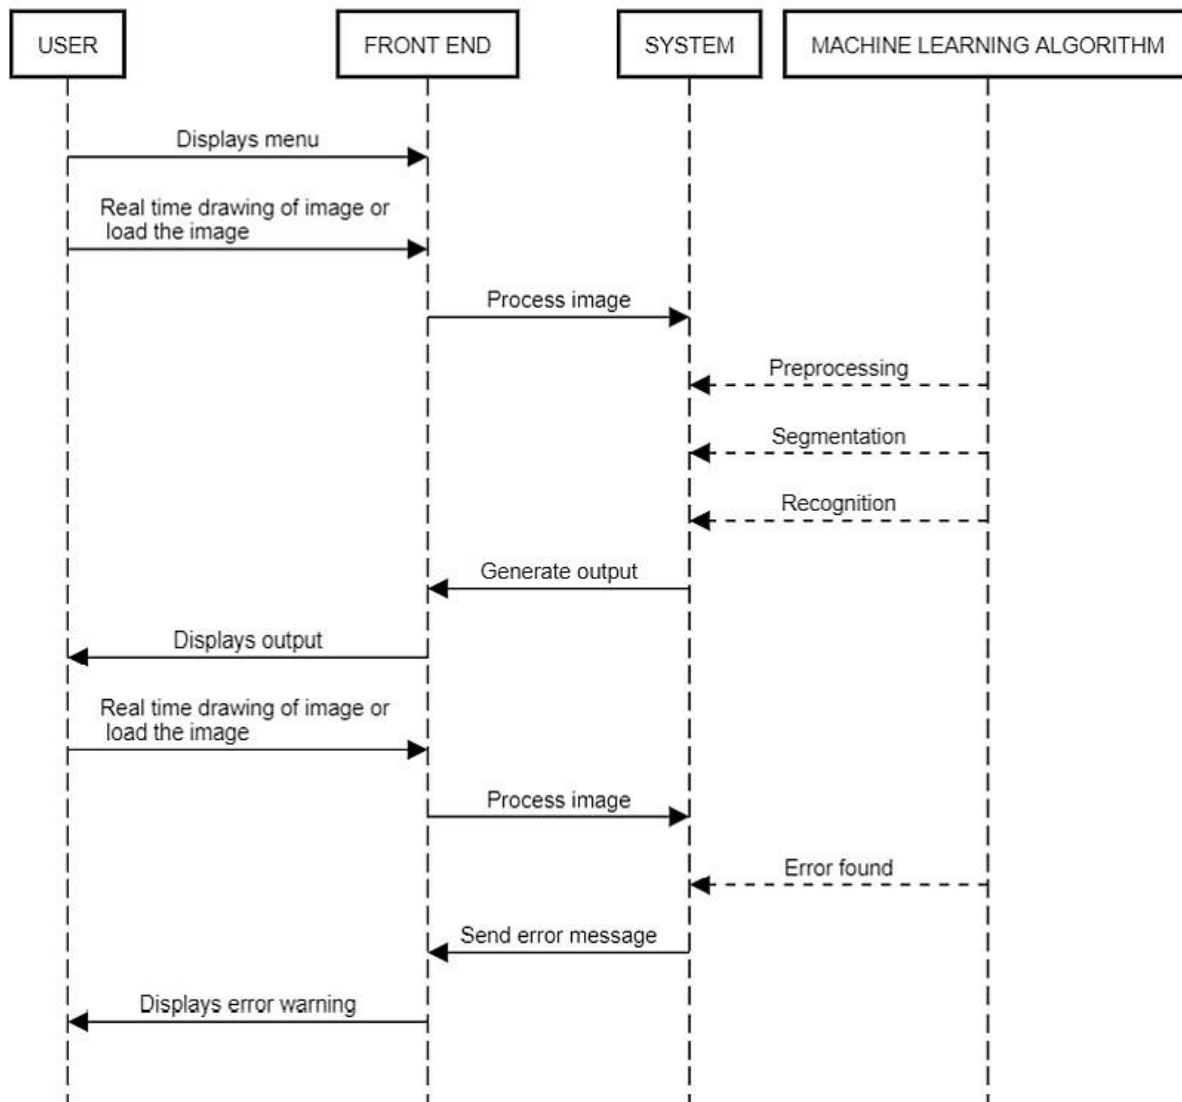 USER
FRONT END
SYSTEM
MACHINE LEARNING ALGORITHM
Displays menu
Real time drawing of image or
load the image
Process image
Preprocessing
Segmentation
Recognition
Generate output
Displays output
Real time drawing of image or
load the image
Process image
Error found
Send error message
Displays error warning